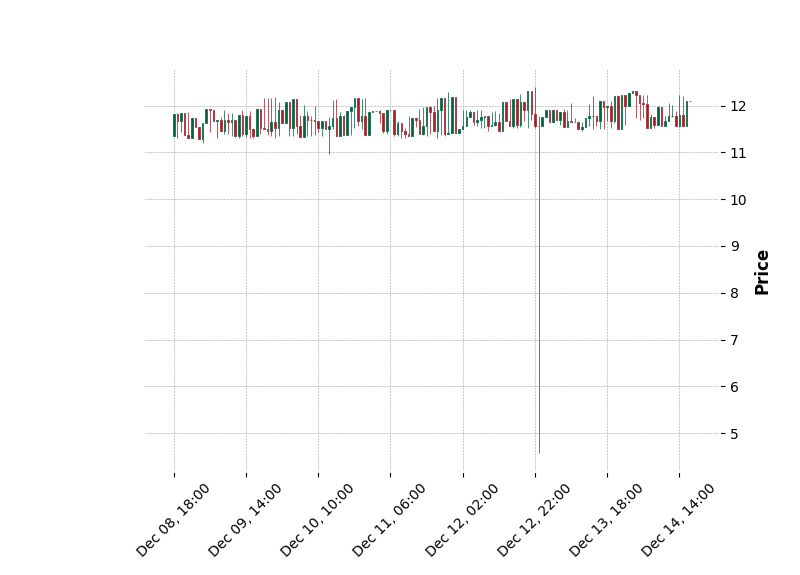 12
11
10
9
8
7
6
5
Price
Dec 08, 18:00
Dec 09, 14:00
Dec 10, 10:00
Dec 11, 06:00
Dec 12, 02:00
Dec 12, 22:00
Dec 13, 18:00
Dec 14, 14:00